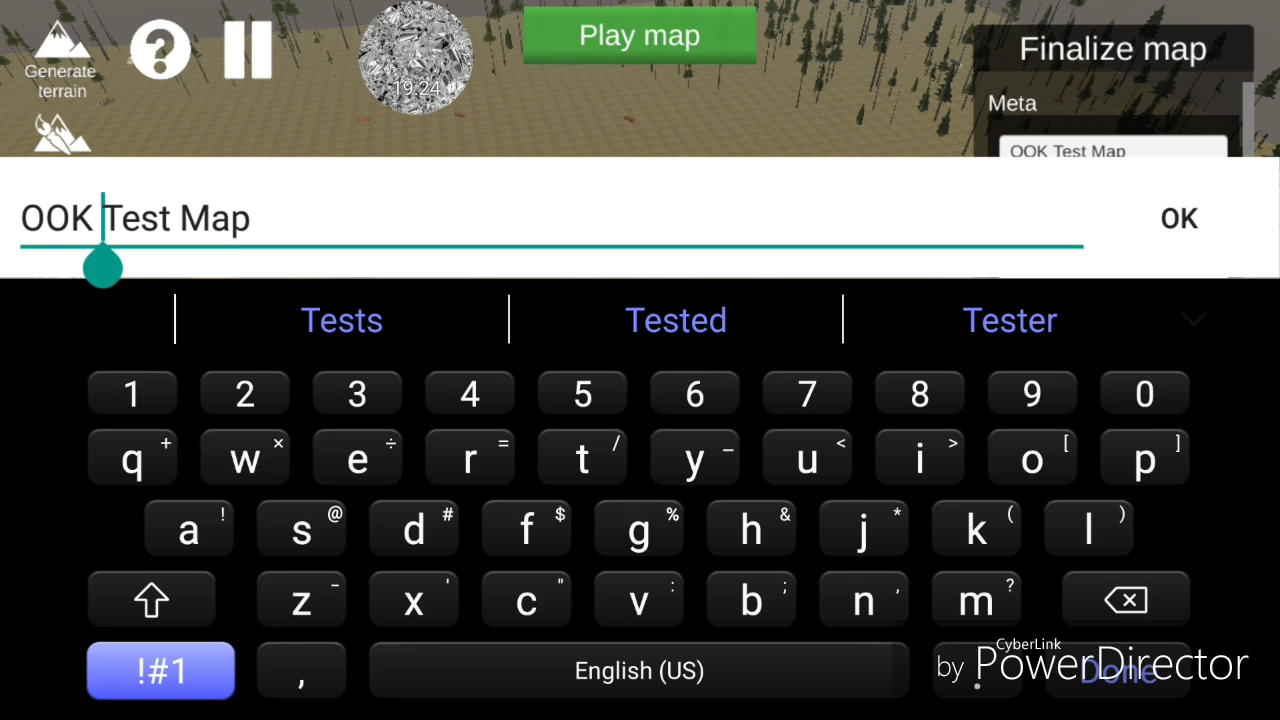 Generate
terrain
?
19.24
Play map
Finalize map
Meta
OOK Test Map
OOK Test Map
OK
Tests Tested Tester
1 2 3 4 5 6 7 8 9 0
q + w × e ÷ r = t / y _ u < i > o [ p ]
a ! s @ d # f $ g % h & j * k ( l )
z - x ' c " v : b ; n , m ?
!#1 , English (US) . Done
by CyberLink PowerDirector